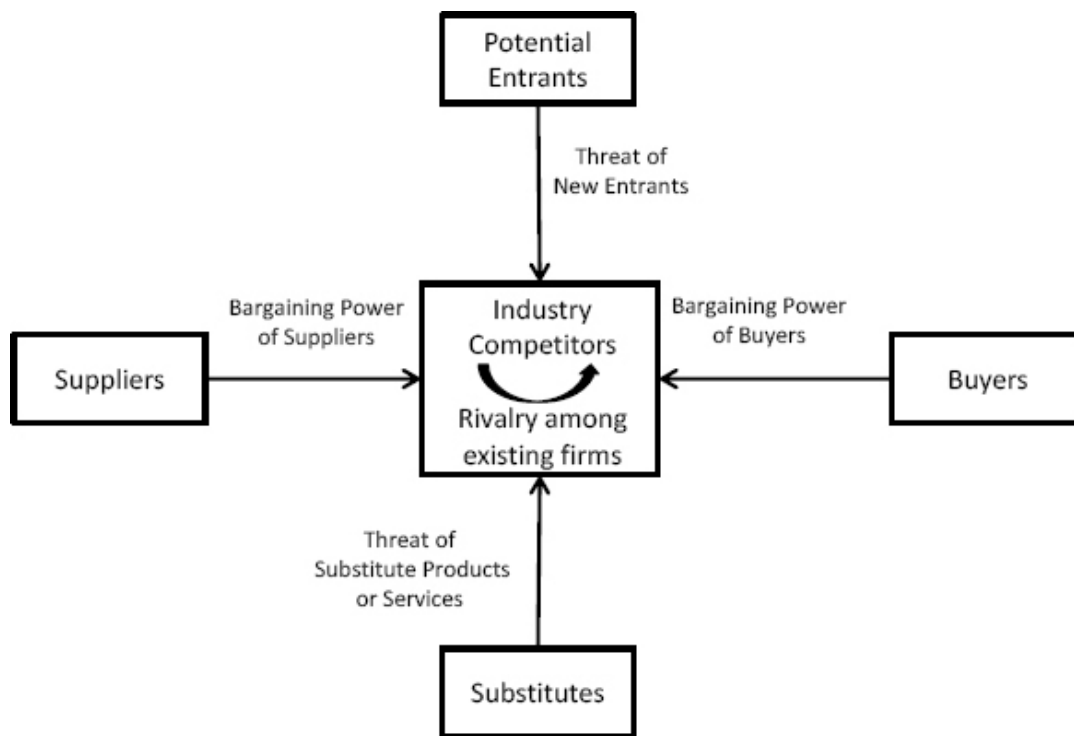 Potential
Entrants
Threat of
New Entrants
Bargaining Power
of Suppliers
Industry
Competitors
Rivalry among
existing firms
Bargaining Power
of Buyers
Suppliers
Buyers
Threat of
Substitute Products
or Services
Substitutes